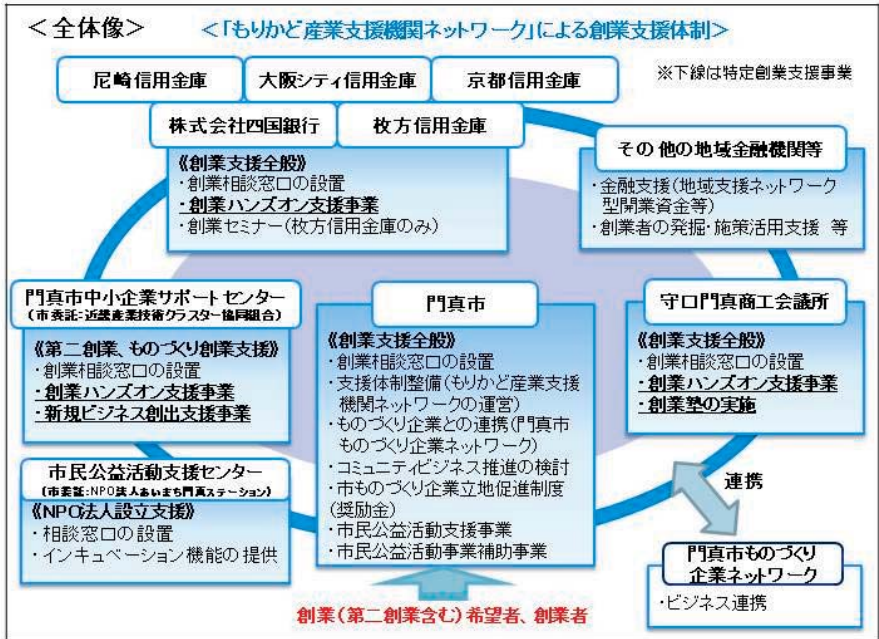 ＜全体像＞
＜「もりかど産業支援機関ネットワーク」による創業支援体制＞
※下線は特定創業支援事業
尼崎信用金庫
大阪シティ信用金庫
京都信用金庫
株式会社四国銀行
枚方信用金庫
《創業支援全般》
・創業相談窓口の設置
・創業ハンズオン支援事業
・創業セミナー(枚方信用金庫のみ)
その他の地域金融機関等
・金融支援(地域支援ネットワーク
型開業資金等)
・創業者の発掘・施策活用支援 等
門真市中小企業サポートセンター
(市委託:近畿産業技術クラスター協同組合)
《第二創業、ものづくり創業支援》
・創業相談窓口の設置
・創業ハンズオン支援事業
・新規ビジネス創出支援事業
門真市
《創業支援全般》
・創業相談窓口の設置
・支援体制整備(もりかど産業支援
機関ネットワークの運営)
・ものづくり企業との連携(門真市
ものづくり企業ネットワーク)
・コミュニティビジネス推進の検討
・市ものづくり企業立地促進制度
(奨励金)
・市民公益活動支援事業
・市民公益活動事業補助事業
守口門真商工会議所
《創業支援全般》
・創業相談窓口の設置
・創業ハンズオン支援事業
・創業塾の実施
市民公益活動支援センター
(市委託:NPO法人あいまち門真ステーション)
《NPO法人設立支援》
・相談窓口の設置
・インキュベーション機能の提供
連携
門真市ものづくり
企業ネットワーク
・ビジネス連携
創業(第二創業含む)希望者、創業者